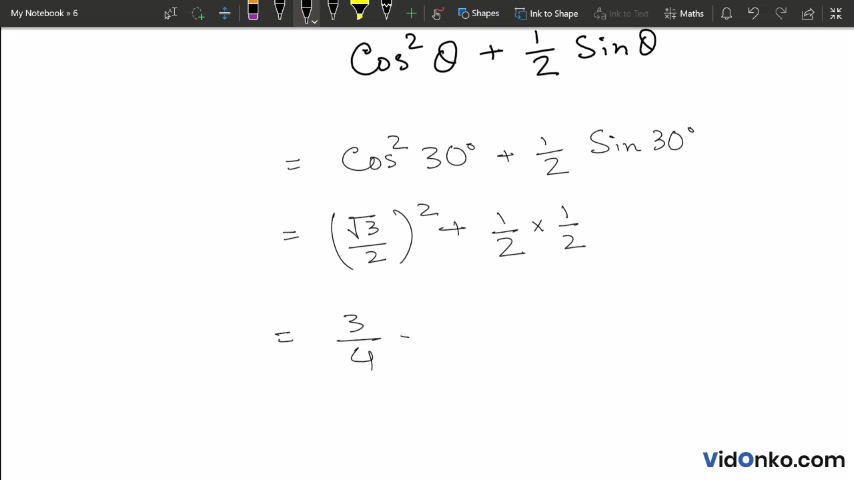 My Notebook » 6 Shapes Ink to Shape Ink to Text Maths
Cos² θ + 1/2 Sin θ
= Cos² 30° + 1/2 Sin 30°
= (√3/2)² + 1/2 × 1/2
= 3/4 -
VidOnko.com